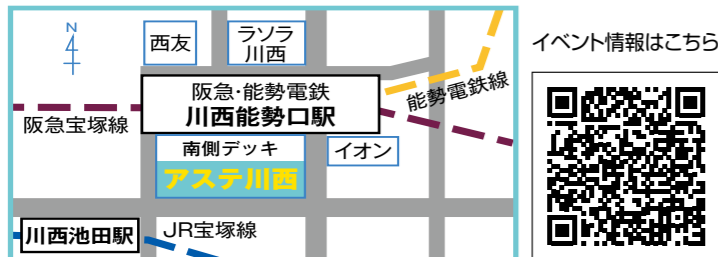 N
4
西友
ラソラ
川西
イベント情報はこちら
阪急・能勢電鉄
川西能勢口駅
能勢電鉄線
阪急宝塚線
南側デッキ
イオン
アステ川西
川西池田駅
JR宝塚線